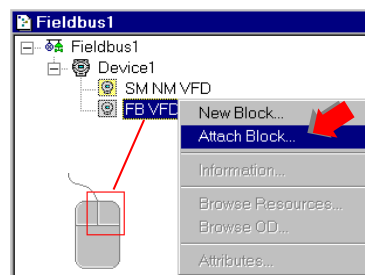 Fieldbus1
Fieldbus1
Device1
SM NM VFD
FB VFD
New Block...
Attach Block...
Information...
Browse Resources...
Browse OD...
Attributes...